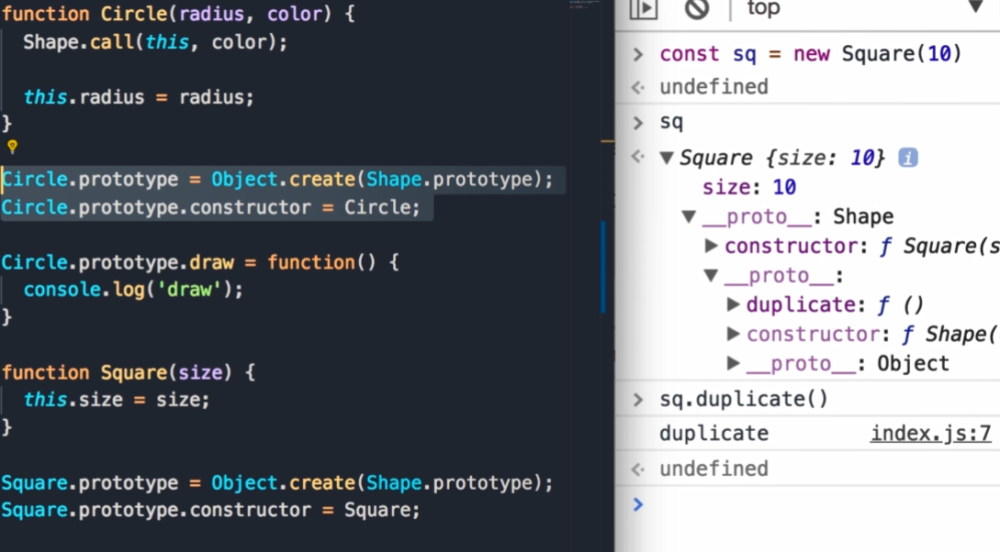 function Circle(radius, color) {
Shape.call(this, color);
this.radius = radius;
}
Circle.prototype = Object.create(Shape.prototype);
Circle.prototype.constructor = Circle;
Circle.prototype.draw = function() {
console.log('draw');
}
function Square(size) {
this.size = size;
}
Square.prototype = Object.create(Shape.prototype);
Square.prototype.constructor = Square;
top
> const sq = new Square(10)
undefined
> sq
Square {size: 10} i
size: 10
__proto__: Shape
constructor: ƒ Square(s
__proto__:
duplicate: ƒ ()
constructor: ƒ Shape(
__proto__: Object
> sq.duplicate()
duplicate index.js:7
undefined
>